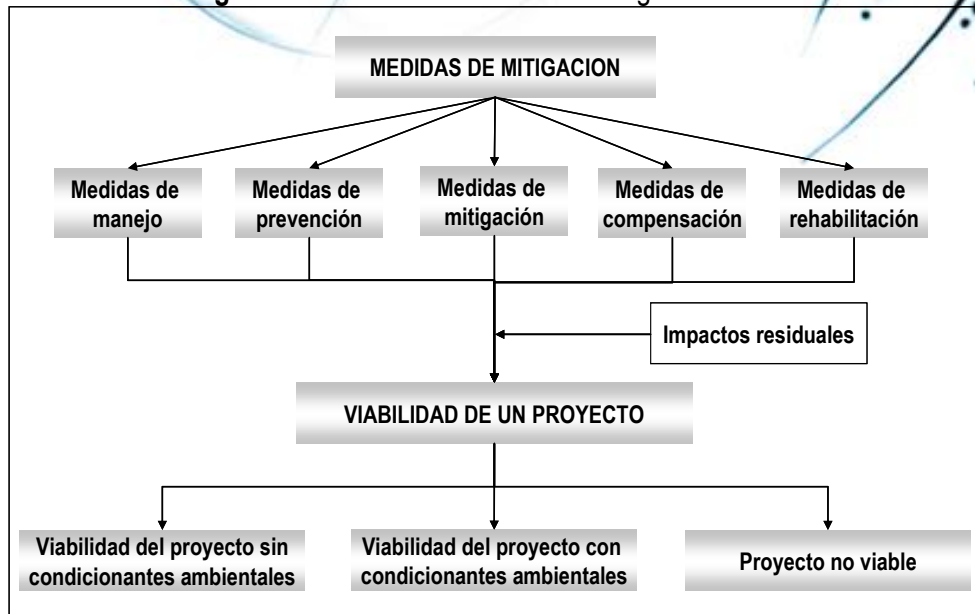 MEDIDAS DE MITIGACION
Medidas de
manejo
Medidas de
prevención
Medidas de
mitigación
Medidas de
compensación
Medidas de
rehabilitación
Impactos residuales
VIABILIDAD DE UN PROYECTO
Viabilidad del proyecto sin
condicionantes ambientales
Viabilidad del proyecto con
condicionantes ambientales
Proyecto no viable